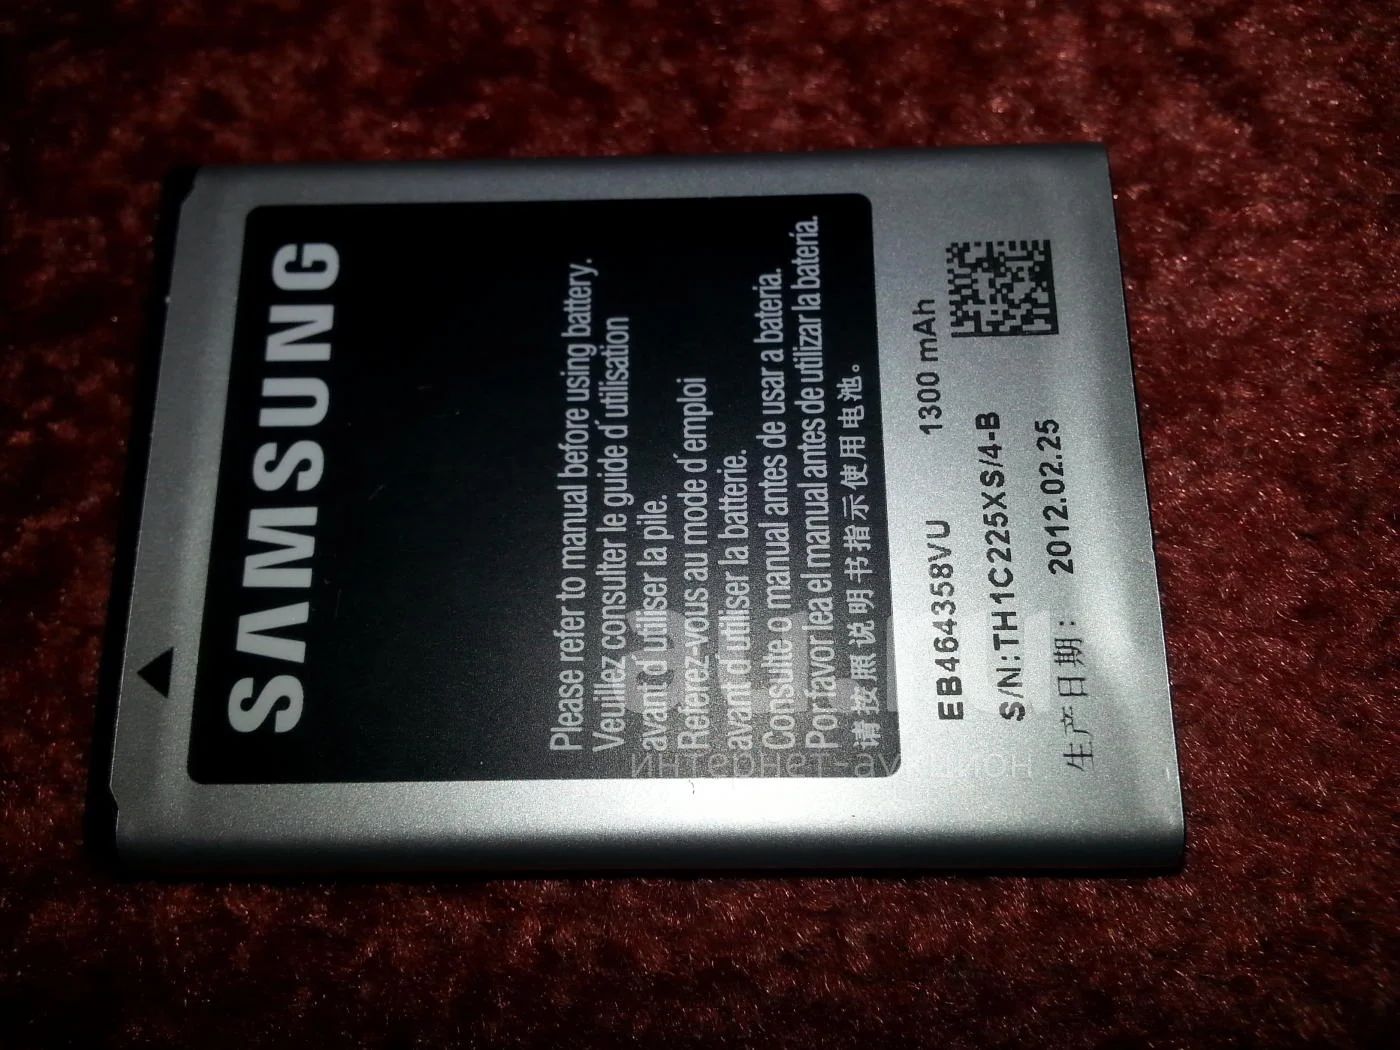 SAMSUNG
Please refer to manual before using battery.
Veuillez consulter le guide d'utilisation
avant d'utiliser la pile.
Referez-vous au mode d'emploi
avant d'utiliser la batterie.
Consulte o manual antes de usar a bateria.
Por favor lea el manual antes de utilizar la batería.
请按照说明书指示使用电池。
EB464358VU 1300 mAh
S/N:TH1C225XS/4-B
生产日期: 2012.02.25
интернет-аукцион